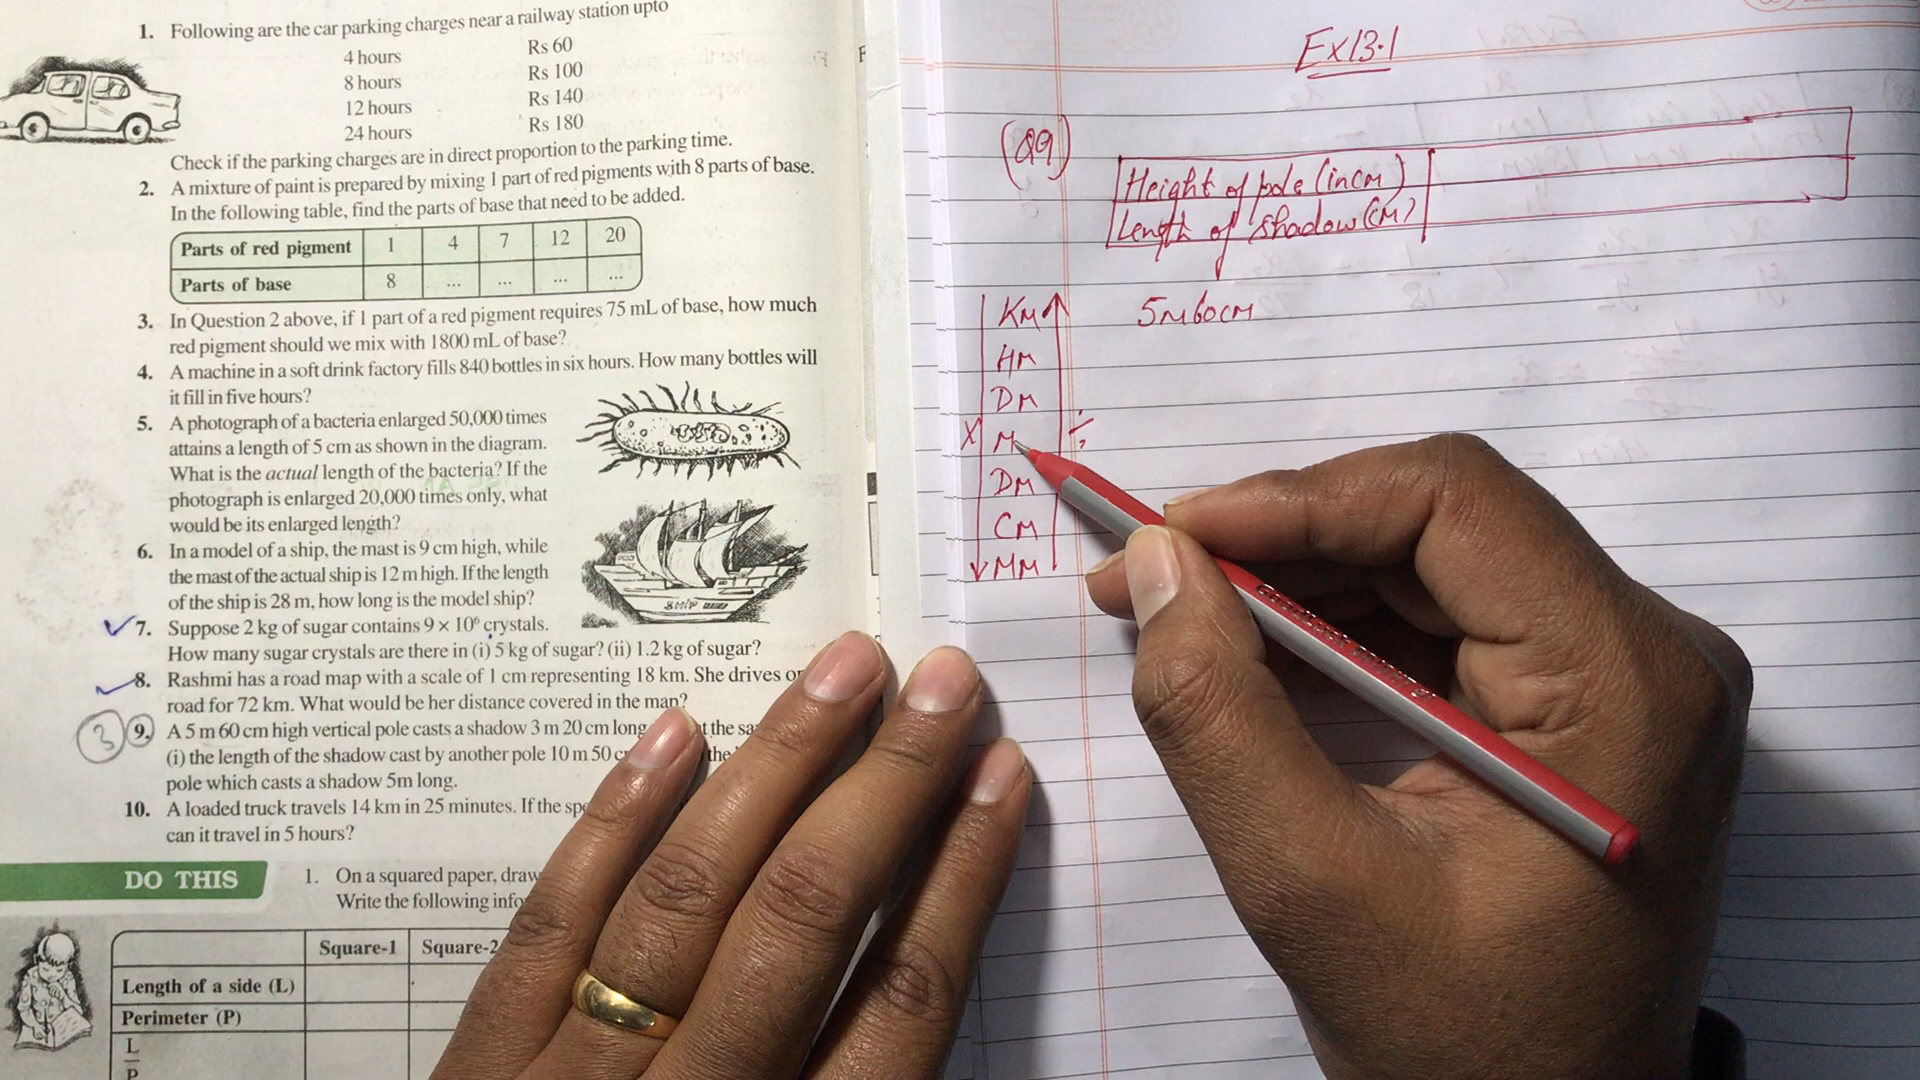 1. Following are the car parking charges near a railway station upto
4 hours Rs 60
8 hours Rs 100
12 hours Rs 140
24 hours Rs 180
Check if the parking charges are in direct proportion to the parking time.
2. A mixture of paint is prepared by mixing 1 part of red pigments with 8 parts of base.
In the following table, find the parts of base that need to be added.
Parts of red pigment 1 4 7 12 20
Parts of base 8 ... ... ... ...
3. In Question 2 above, if 1 part of a red pigment requires 75 mL of base, how much
red pigment should we mix with 1800 mL of base?
4. A machine in a soft drink factory fills 840 bottles in six hours. How many bottles will
it fill in five hours?
5. A photograph of a bacteria enlarged 50,000 times
attains a length of 5 cm as shown in the diagram.
What is the actual length of the bacteria? If the
photograph is enlarged 20,000 times only, what
would be its enlarged length?
6. In a model of a ship, the mast is 9 cm high, while
the mast of the actual ship is 12 m high. If the length
of the ship is 28 m, how long is the model ship?
SHIP
7. Suppose 2 kg of sugar contains 9 × 10⁶ crystals.
How many sugar crystals are there in (i) 5 kg of sugar? (ii) 1.2 kg of sugar?
8. Rashmi has a road map with a scale of 1 cm representing 18 km. She drives
road for 72 km. What would be her distance covered in the map?
3 9. A 5 m 60 cm high vertical pole casts a shadow 3 m 20 cm long the
(i) the length of the shadow cast by another pole 10 m 50 the
pole which casts a shadow 5m long.
10. A loaded truck travels 14 km in 25 minutes. If the
can it travel in 5 hours?
DO THIS
1. On a squared paper, draw
Write the following
Square-1 Square-2
Length of a side (L)
Perimeter (P)
L
P
Ex 13.1
(Q9)
Height of pole (in cm)
Length of shadow (CM)
KM
HM
DM
X M ÷
DM
CM
MM
5M60CM